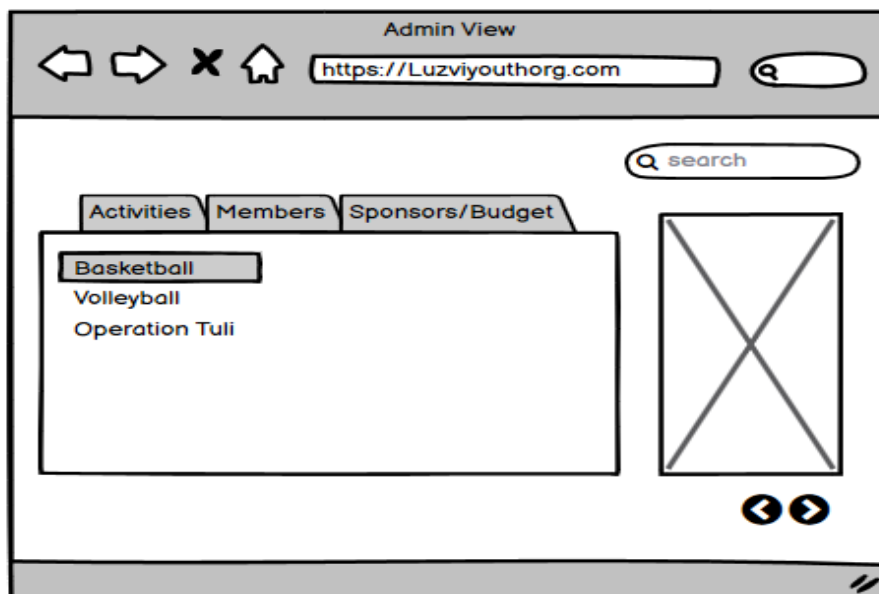 Admin View
https://Luzviyouthorg.com
search
Activities Members Sponsors/Budget
Basketball
Volleyball
Operation Tuli